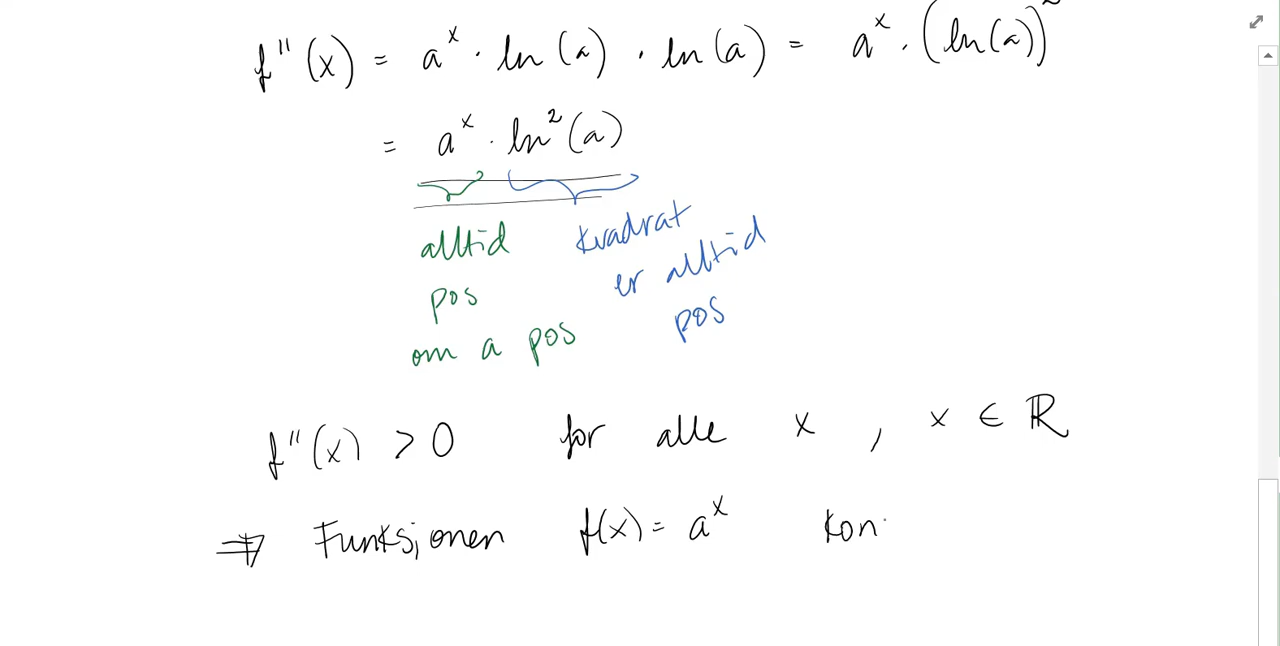 f''(x) = a^x · ln(a) · ln(a) = a^x · (ln(a))^2
= a^x · ln^2(a)
alltid kvadrat
er alltid
pos pos
om a pos
f''(x) > 0 for alle x , x ∈ ℝ
⇒ Funksjonen f(x) = a^x kon